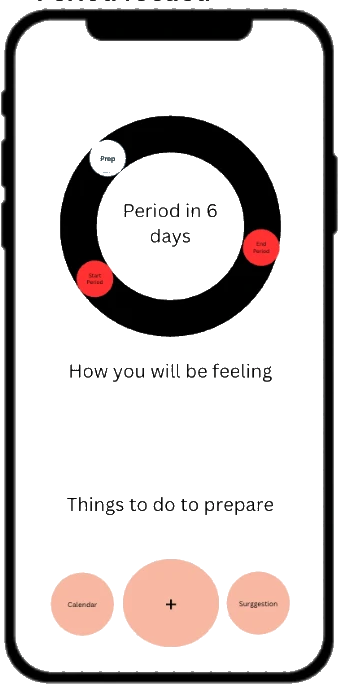 Prep
Period in 6
days
End
Period
Start
Period
How you will be feeling
Things to do to prepare
Calendar
+
Surggestion